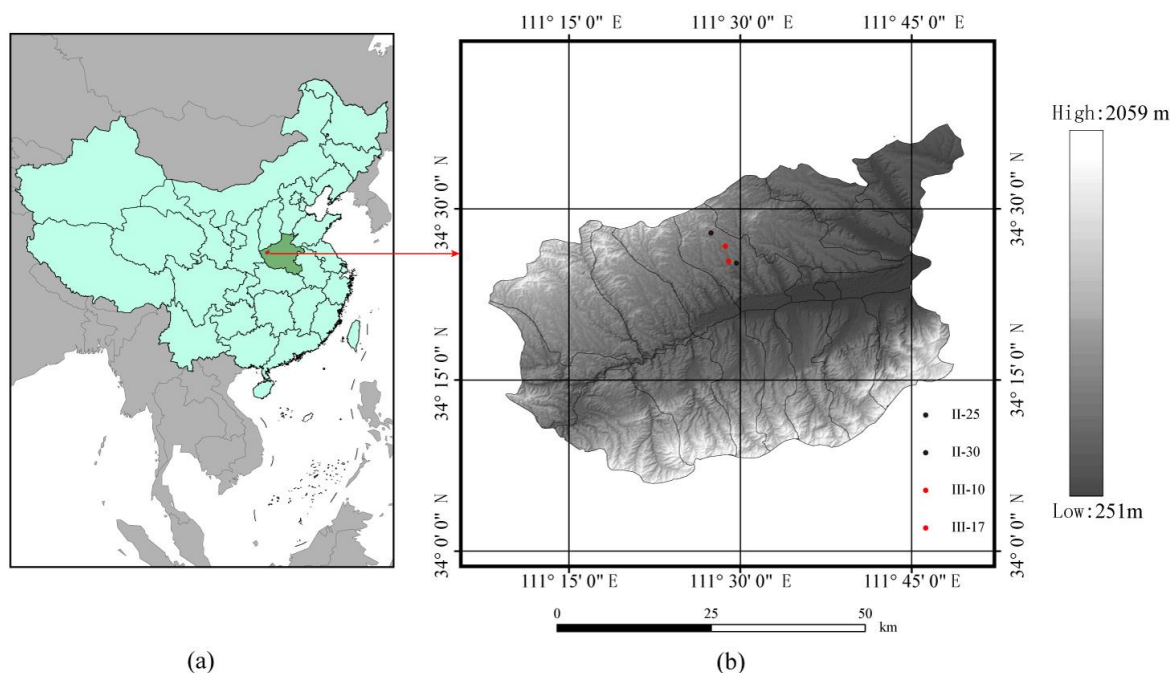 111° 15' 0" E 111° 30' 0" E 111° 45' 0" E
High:2059 m
34° 30' 0" N 34° 30' 0" N
34° 15' 0" N 34° 15' 0" N
II-25
II-30
III-10
III-17
Low:251m
34° 0' 0" N 34° 0' 0" N
111° 15' 0" E 111° 30' 0" E 111° 45' 0" E
0 25 50
km
(a) (b)